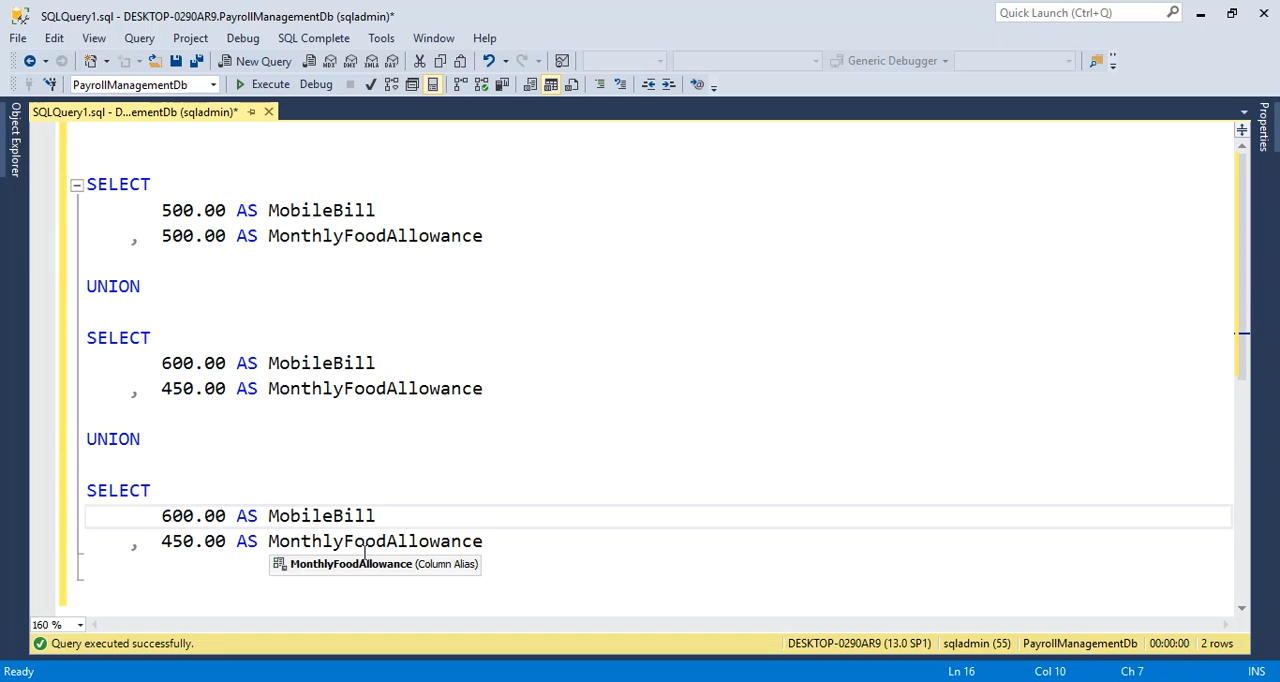 SQLQuery1.sql - DESKTOP-0290AR9.PayrollManagementDb (sqladmin)*
Quick Launch (Ctrl+Q)
File Edit View Query Project Debug SQL Complete Tools Window Help
New Query
Generic Debugger
PayrollManagementDb
Execute Debug
SQLQuery1.sql - D...ementDb (sqladmin)*
Object Explorer
Properties
SELECT
500.00 AS MobileBill
, 500.00 AS MonthlyFoodAllowance
UNION
SELECT
600.00 AS MobileBill
, 450.00 AS MonthlyFoodAllowance
UNION
SELECT
600.00 AS MobileBill
, 450.00 AS MonthlyFoodAllowance
MonthlyFoodAllowance (Column Alias)
160 %
Query executed successfully.
DESKTOP-0290AR9 (13.0 SP1) sqladmin (55) PayrollManagementDb 00:00:00 2 rows
Ready Ln 16 Col 10 Ch 7 INS